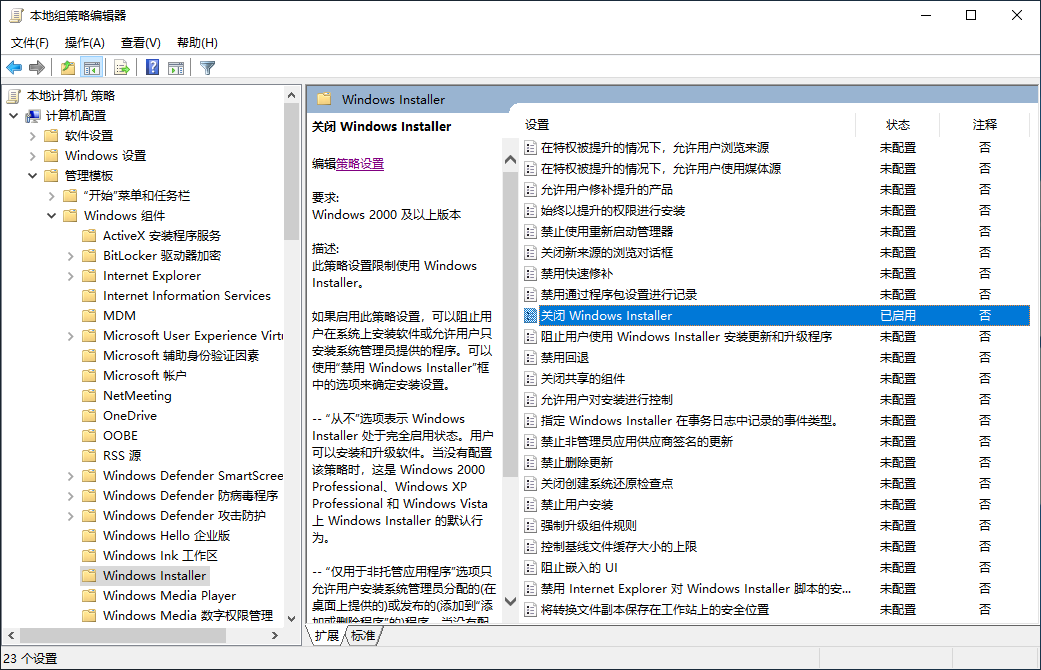 本地组策略编辑器
文件(F) 操作(A) 查看(V) 帮助(H)
本地计算机 策略
计算机配置
软件设置
Windows 设置
管理模板
“开始”菜单和任务栏
Windows 组件
ActiveX 安装程序服务
BitLocker 驱动器加密
Internet Explorer
Internet Information Services
MDM
Microsoft User Experience Virtu
Microsoft 辅助身份验证因素
Microsoft 帐户
NetMeeting
OneDrive
OOBE
RSS 源
Windows Defender SmartScree
Windows Defender 防病毒程序
Windows Defender 攻击防护
Windows Hello 企业版
Windows Ink 工作区
Windows Installer
Windows Media Player
Windows Media 数字权限管理
Windows Installer
关闭 Windows Installer
编辑策略设置
要求:
Windows 2000 及以上版本
描述:
此策略设置限制使用 Windows
Installer。
如果启用此策略设置，可以阻止用
户在系统上安装软件或允许用户只
安装系统管理员提供的程序。可以
使用“禁用 Windows Installer”框
中的选项来确定安装设置。
-- “从不”选项表示 Windows
Installer 处于完全启用状态。用户
可以安装和升级软件。当没有配置
该策略时，这是 Windows 2000
Professional、Windows XP
Professional 和 Windows Vista
上 Windows Installer 的默认行
为。
-- “仅用于非托管应用程序”选项只
允许用户安装系统管理员分配的(在
桌面上提供的)或发布的(添加到“添
加或删除程序”的)程序。当没有配
设置 状态 注释
在特权被提升的情况下，允许用户浏览来源 未配置 否
在特权被提升的情况下，允许用户使用媒体源 未配置 否
允许用户修补提升的产品 未配置 否
始终以提升的权限进行安装 未配置 否
禁止使用重新启动管理器 未配置 否
关闭新来源的浏览对话框 未配置 否
禁用快速修补 未配置 否
禁用通过程序包设置进行记录 未配置 否
关闭 Windows Installer 已启用 否
阻止用户使用 Windows Installer 安装更新和升级程序 未配置 否
禁用回退 未配置 否
关闭共享的组件 未配置 否
允许用户对安装进行控制 未配置 否
指定 Windows Installer 在事务日志中记录的事件类型。 未配置 否
禁止非管理员应用供应商签名的更新 未配置 否
禁止删除更新 未配置 否
关闭创建系统还原检查点 未配置 否
禁止用户安装 未配置 否
强制升级组件规则 未配置 否
控制基线文件缓存大小的上限 未配置 否
阻止嵌入的 UI 未配置 否
禁用 Internet Explorer 对 Windows Installer 脚本的安... 未配置 否
将转换文件副本保存在工作站上的安全位置 未配置 否
扩展 标准
23 个设置